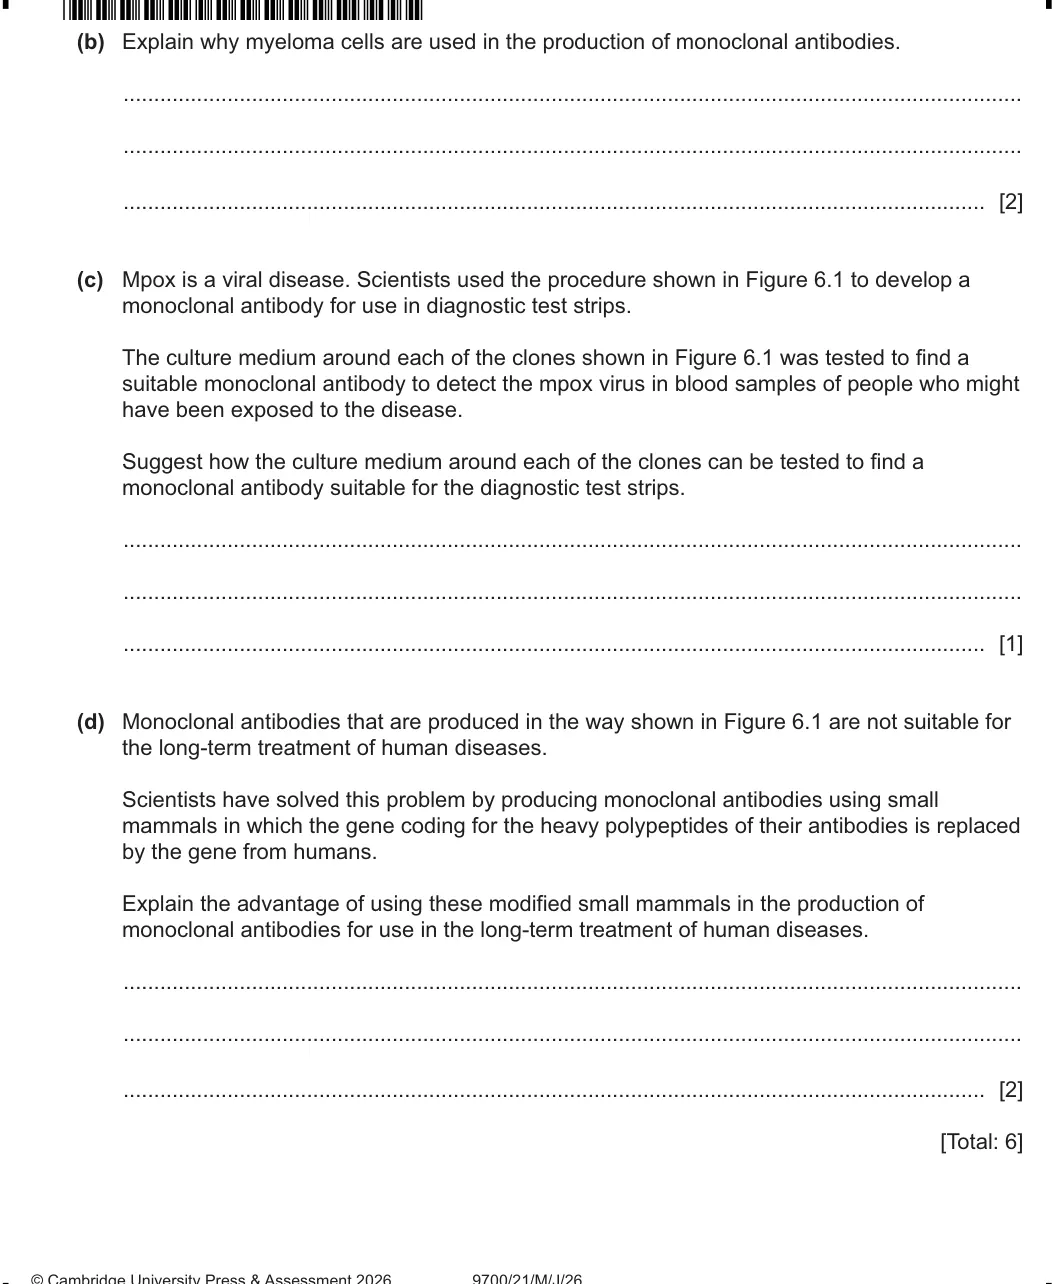 (b) Explain why myeloma cells are used in the production of monoclonal antibodies.
................................................................................
................................................................................
................................................................................ [2]
(c) Mpox is a viral disease. Scientists used the procedure shown in Figure 6.1 to develop a
monoclonal antibody for use in diagnostic test strips.
The culture medium around each of the clones shown in Figure 6.1 was tested to find a
suitable monoclonal antibody to detect the mpox virus in blood samples of people who might
have been exposed to the disease.
Suggest how the culture medium around each of the clones can be tested to find a
monoclonal antibody suitable for the diagnostic test strips.
................................................................................
................................................................................
................................................................................ [1]
(d) Monoclonal antibodies that are produced in the way shown in Figure 6.1 are not suitable for
the long-term treatment of human diseases.
Scientists have solved this problem by producing monoclonal antibodies using small
mammals in which the gene coding for the heavy polypeptides of their antibodies is replaced
by the gene from humans.
Explain the advantage of using these modified small mammals in the production of
monoclonal antibodies for use in the long-term treatment of human diseases.
................................................................................
................................................................................
................................................................................ [2]
[Total: 6]
© Cambridge University Press & Assessment 2026 9700/21/M/J/26